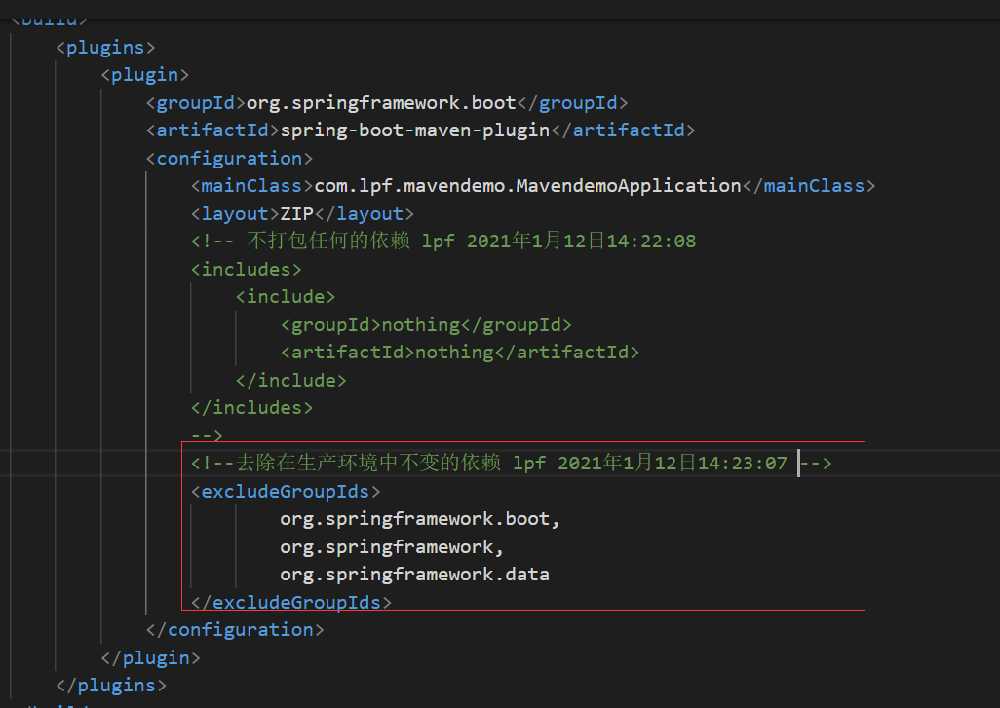 <build>
<plugins>
<plugin>
<groupId>org.springframework.boot</groupId>
<artifactId>spring-boot-maven-plugin</artifactId>
<configuration>
<mainClass>com.lpf.mavendemo.MavendemoApplication</mainClass>
<layout>ZIP</layout>
<!-- 不打包任何的依赖 lpf 2021年1月12日14:22:08
<includes>
<include>
<groupId>nothing</groupId>
<artifactId>nothing</artifactId>
</include>
</includes>
-->
<!--去除在生产环境中不变的依赖 lpf 2021年1月12日14:23:07 -->
<excludeGroupIds>
org.springframework.boot,
org.springframework,
org.springframework.data
</excludeGroupIds>
</configuration>
</plugin>
</plugins>